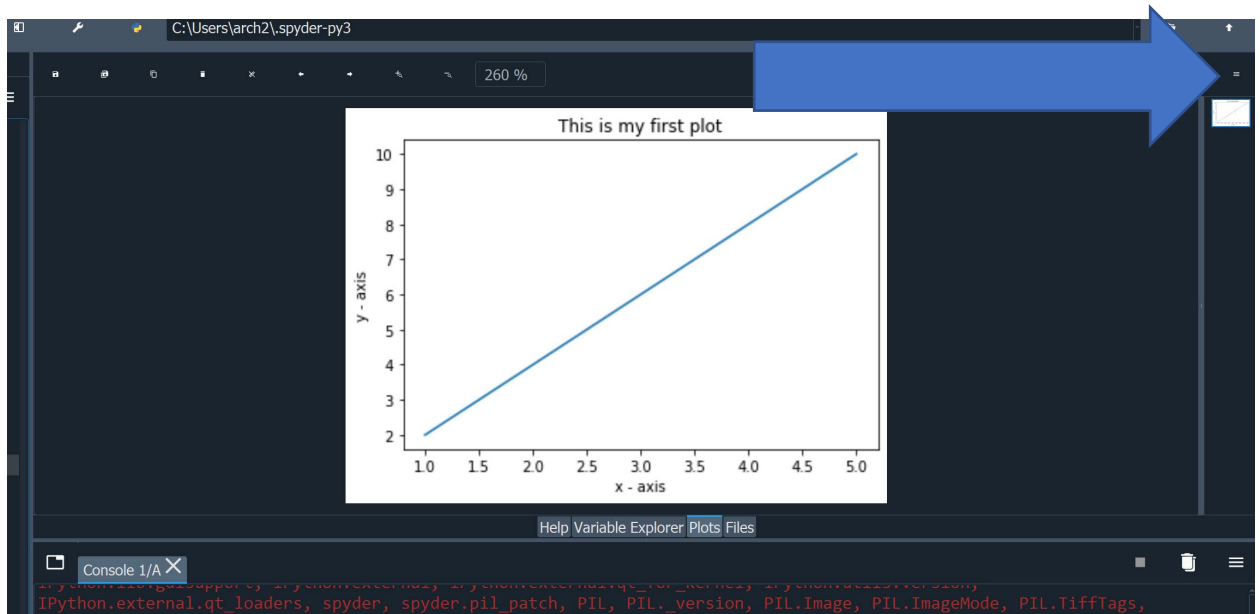 C:\Users\arch2\.spyder-py3
260 %
This is my first plot
10
9
8
7
6
5
4
3
2
y - axis
1.0 1.5 2.0 2.5 3.0 3.5 4.0 4.5 5.0
x - axis
Help Variable Explorer Plots Files
Console 1/A
IPython.external.qt_loaders, spyder, spyder.pil_patch, PIL, PIL._version, PIL.Image, PIL.ImageMode, PIL.TiffTags,